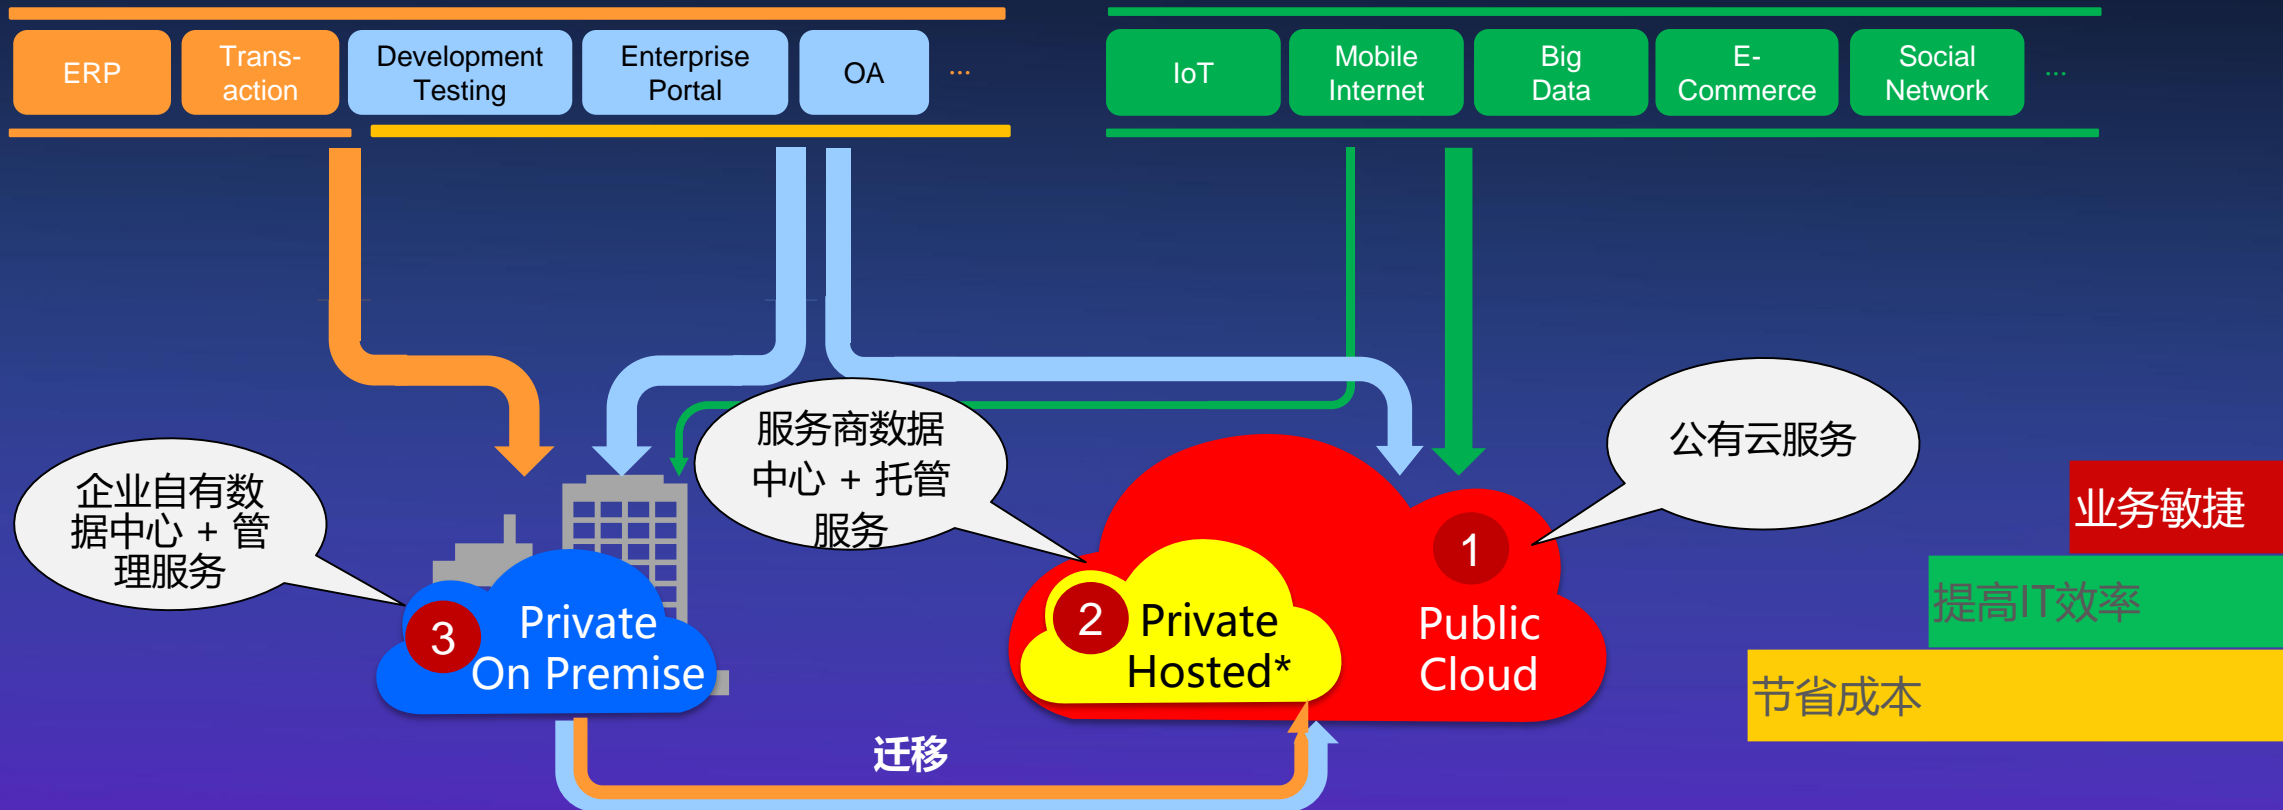 ERP
Trans-
action
Development
Testing
Enterprise
Portal
OA
...
IoT
Mobile
Internet
Big
Data
E-
Commerce
Social
Network
...
企业自有数
据中心 + 管
理服务
服务商数据
中心 + 托管
服务
公有云服务
3
Private
On Premise
2
Private
Hosted*
1
Public
Cloud
业务敏捷
提高IT效率
节省成本
迁移